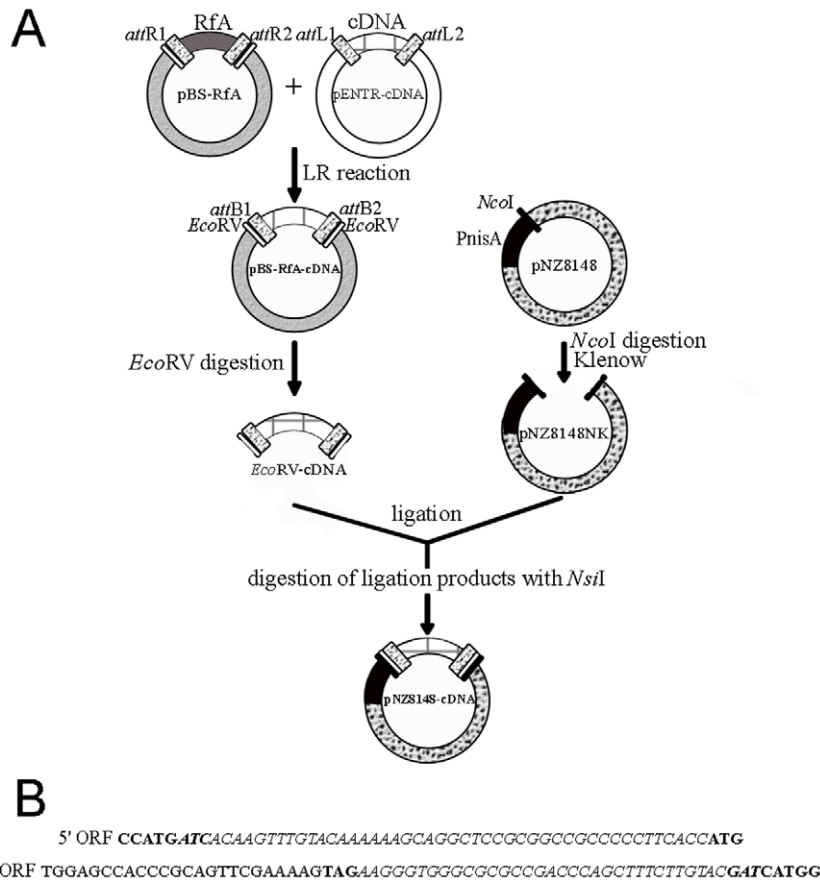 A
RfA
cDNA
attR1
attR2
attL1
attL2
pBS-RfA
+
pENTR-cDNA
LR reaction
attB1
attB2
EcoRV
EcoRV
pBS-RfA-cDNA
NcoI
PnisA
pNZ8148
EcoRV digestion
NcoI digestion
Klenow
pNZ8148NK
EcoRV-cDNA
ligation
digestion of ligation products with NsiI
pNZ8148-cDNA
B
5' ORF CCATGATCACAAGTTTGTACAAAAAAGCAGGCTCCGCGGCCGCCCCCTTCACCATG
ORF TGGAGCCACCCGCAGTTCGAAAAGTAGAAGGGTGGGCGCGCCGACCCAGCTTTCTTGTACGATCATGG